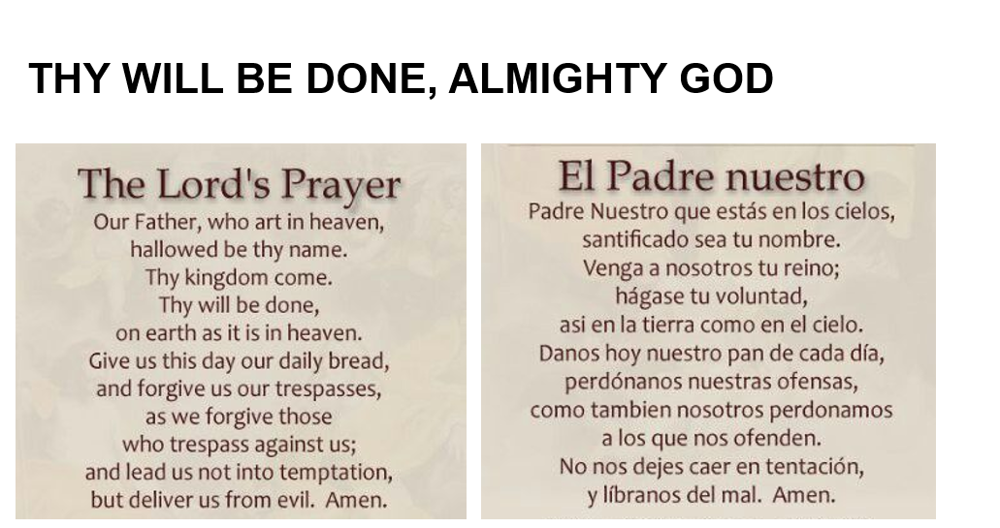 THY WILL BE DONE, ALMIGHTY GOD
The Lord's Prayer
Our Father, who art in heaven,
hallowed be thy name.
Thy kingdom come.
Thy will be done,
on earth as it is in heaven.
Give us this day our daily bread,
and forgive us our trespasses,
as we forgive those
who trespass against us;
and lead us not into temptation,
but deliver us from evil.  Amen.
El Padre nuestro
Padre Nuestro que estás en los cielos,
santificado sea tu nombre.
Venga a nosotros tu reino;
hágase tu voluntad,
asi en la tierra como en el cielo.
Danos hoy nuestro pan de cada día,
perdónanos nuestras ofensas,
como tambien nosotros perdonamos
a los que nos ofenden.
No nos dejes caer en tentación,
y líbranos del mal.  Amen.